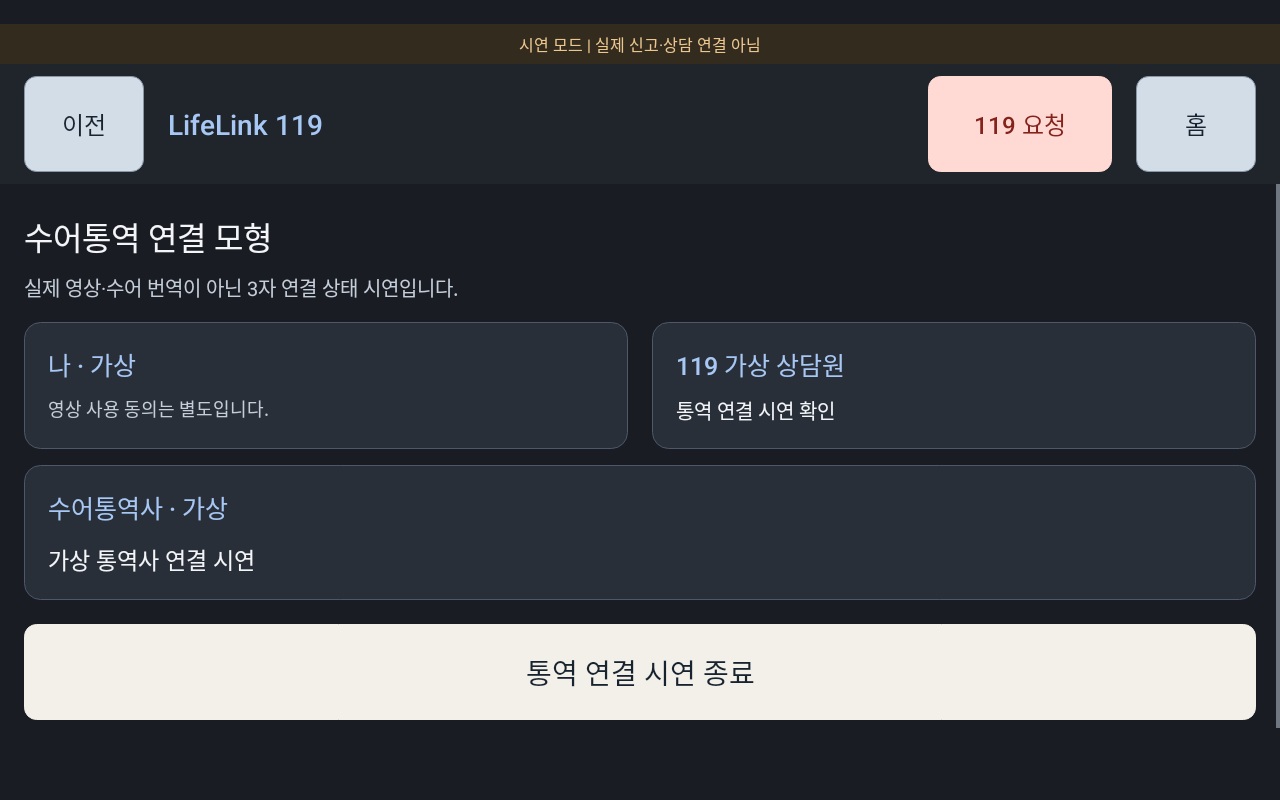 시연 모드 | 실제 신고·상담 연결 아님
이전
LifeLink 119
119 요청
홈
수어통역 연결 모형
실제 영상·수어 번역이 아닌 3자 연결 상태 시연입니다.
나 · 가상
영상 사용 동의는 별도입니다.
119 가상 상담원
통역 연결 시연 확인
수어통역사 · 가상
가상 통역사 연결 시연
통역 연결 시연 종료